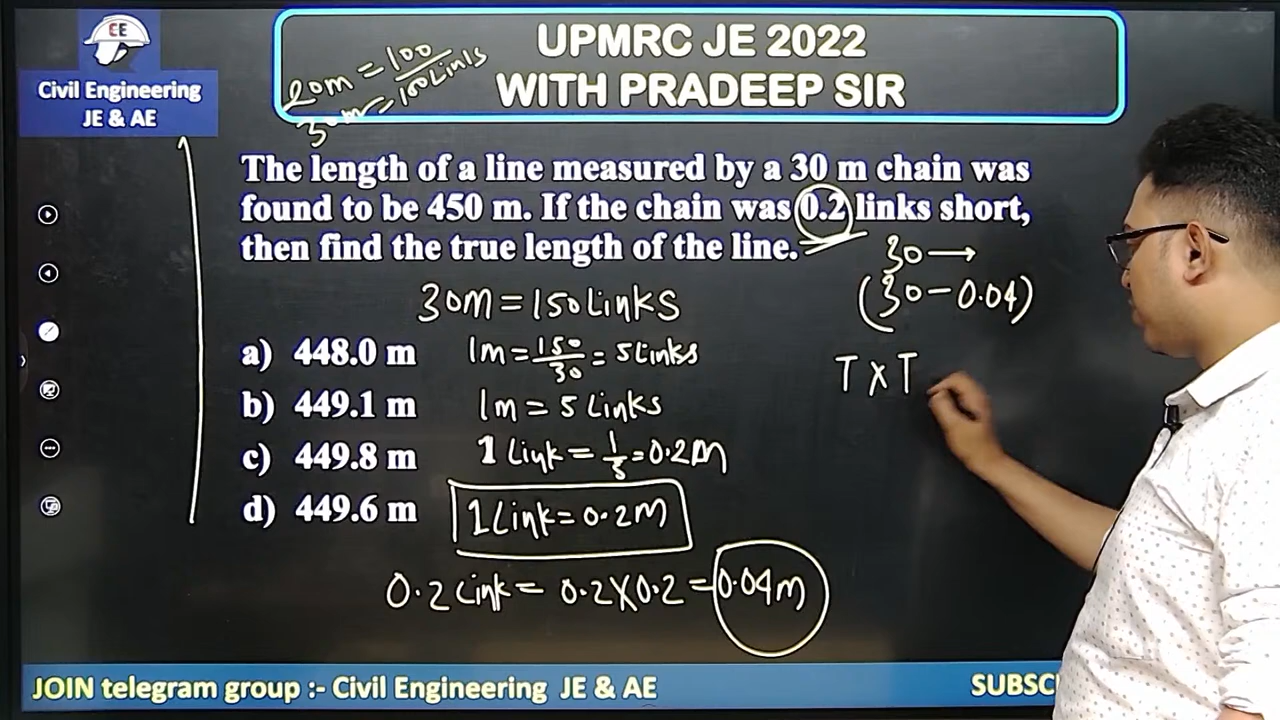 EE
Civil Engineering
JE & AE
UPMRC JE 2022
WITH PRADEEP SIR
20m = 100
30m = 150 Links
The length of a line measured by a 30 m chain was
found to be 450 m. If the chain was 0.2 links short,
then find the true length of the line.
30 →
(30 - 0.04)
30M = 150 Links
a) 448.0 m
1m = 150/30 = 5 Links
T X T
b) 449.1 m
1m = 5 Links
c) 449.8 m
1 Link = 1/5 = 0.2M
d) 449.6 m
1 Link = 0.2M
0.2 Link = 0.2X0.2 = 0.04m
JOIN telegram group :- Civil Engineering JE & AE
SUBSC